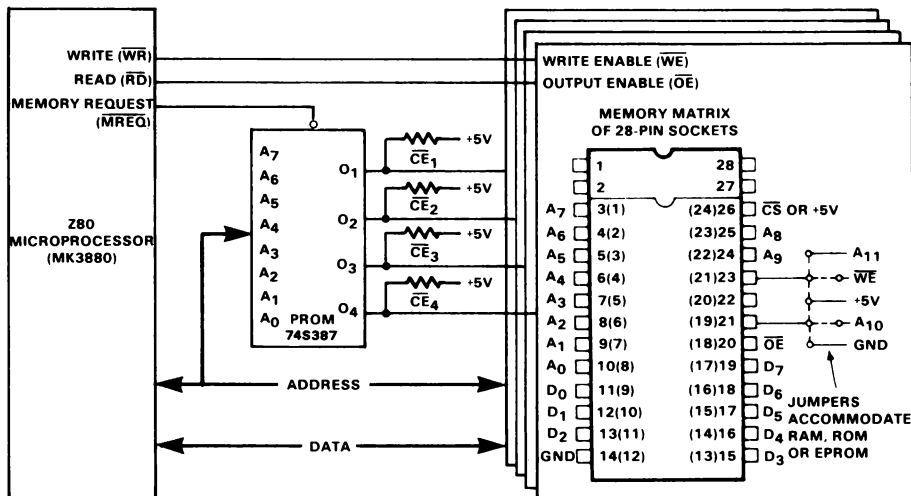 WRITE (WR)
READ (RD)
MEMORY REQUEST
(MREQ)
Z80
MICROPROCESSOR
(MK3880)
A7
A6
A5
A4
A3
A2
A1
A0
PROM
74S387
O1
O2
O3
O4
CE1
+5V
CE2
+5V
CE3
+5V
CE4
+5V
ADDRESS
DATA
WRITE ENABLE (WE)
OUTPUT ENABLE (OE)
MEMORY MATRIX
OF 28-PIN SOCKETS
1 28
2 27
A7 3(1) (24)26 CS OR +5V
A6 4(2) (23)25 A8
A5 5(3) (22)24 A9
A4 6(4) (21)23
A3 7(5) (20)22
A2 8(6) (19)21
A1 9(7) (18)20 OE
A0 10(8) (17)19 D7
D0 11(9) (16)18 D6
D1 12(10) (15)17 D5
D2 13(11) (14)16 D4
GND 14(12) (13)15 D3
A11
WE
+5V
A10
GND
JUMPERS
ACCOMMODATE
RAM, ROM
OR EPROM